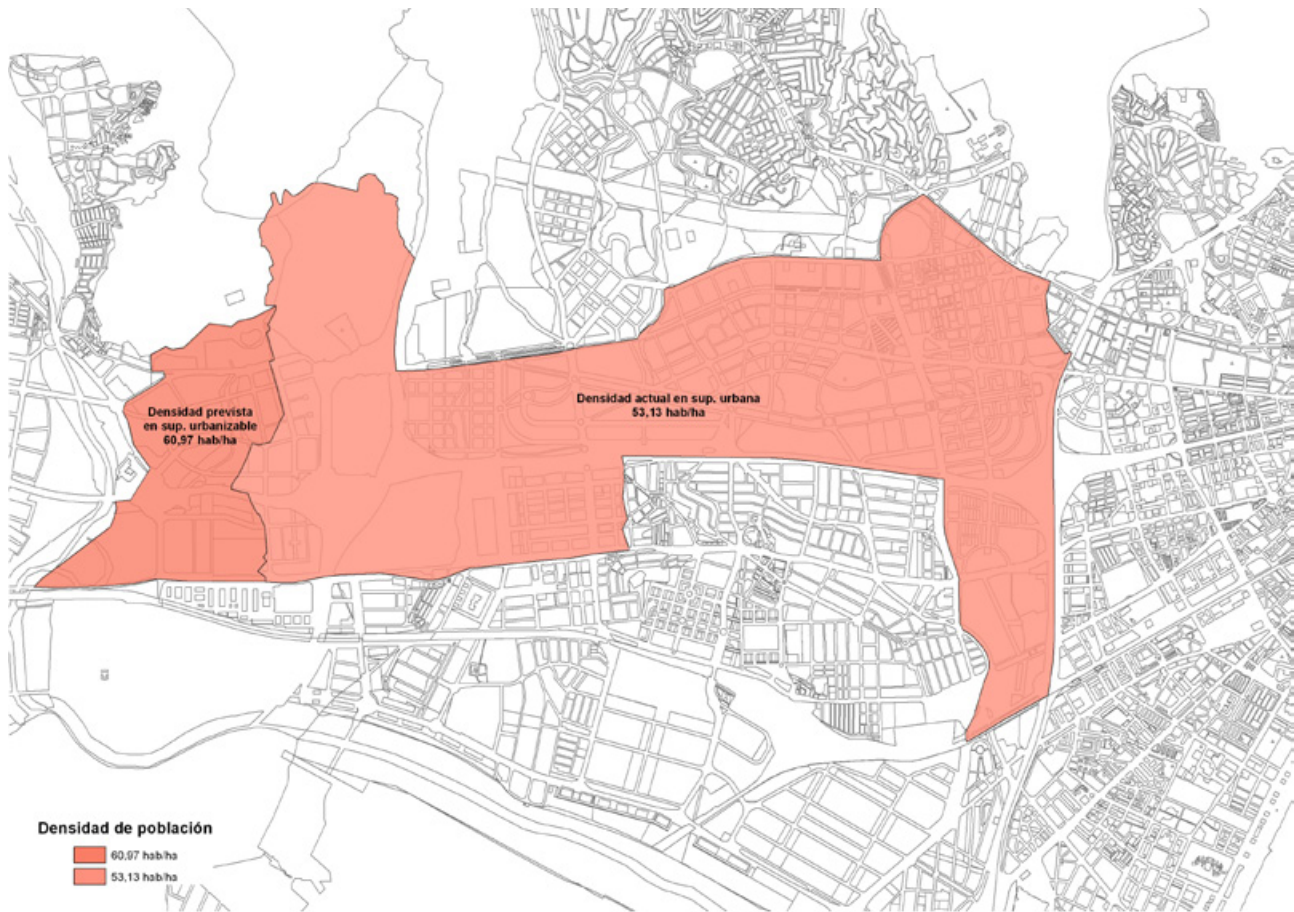 Densidad prevista
en sup. urbanizable
60,97 hab/ha
Densidad actual en sup. urbana
53,13 hab/ha
Densidad de población
60,97 hab/ha
53,13 hab/ha